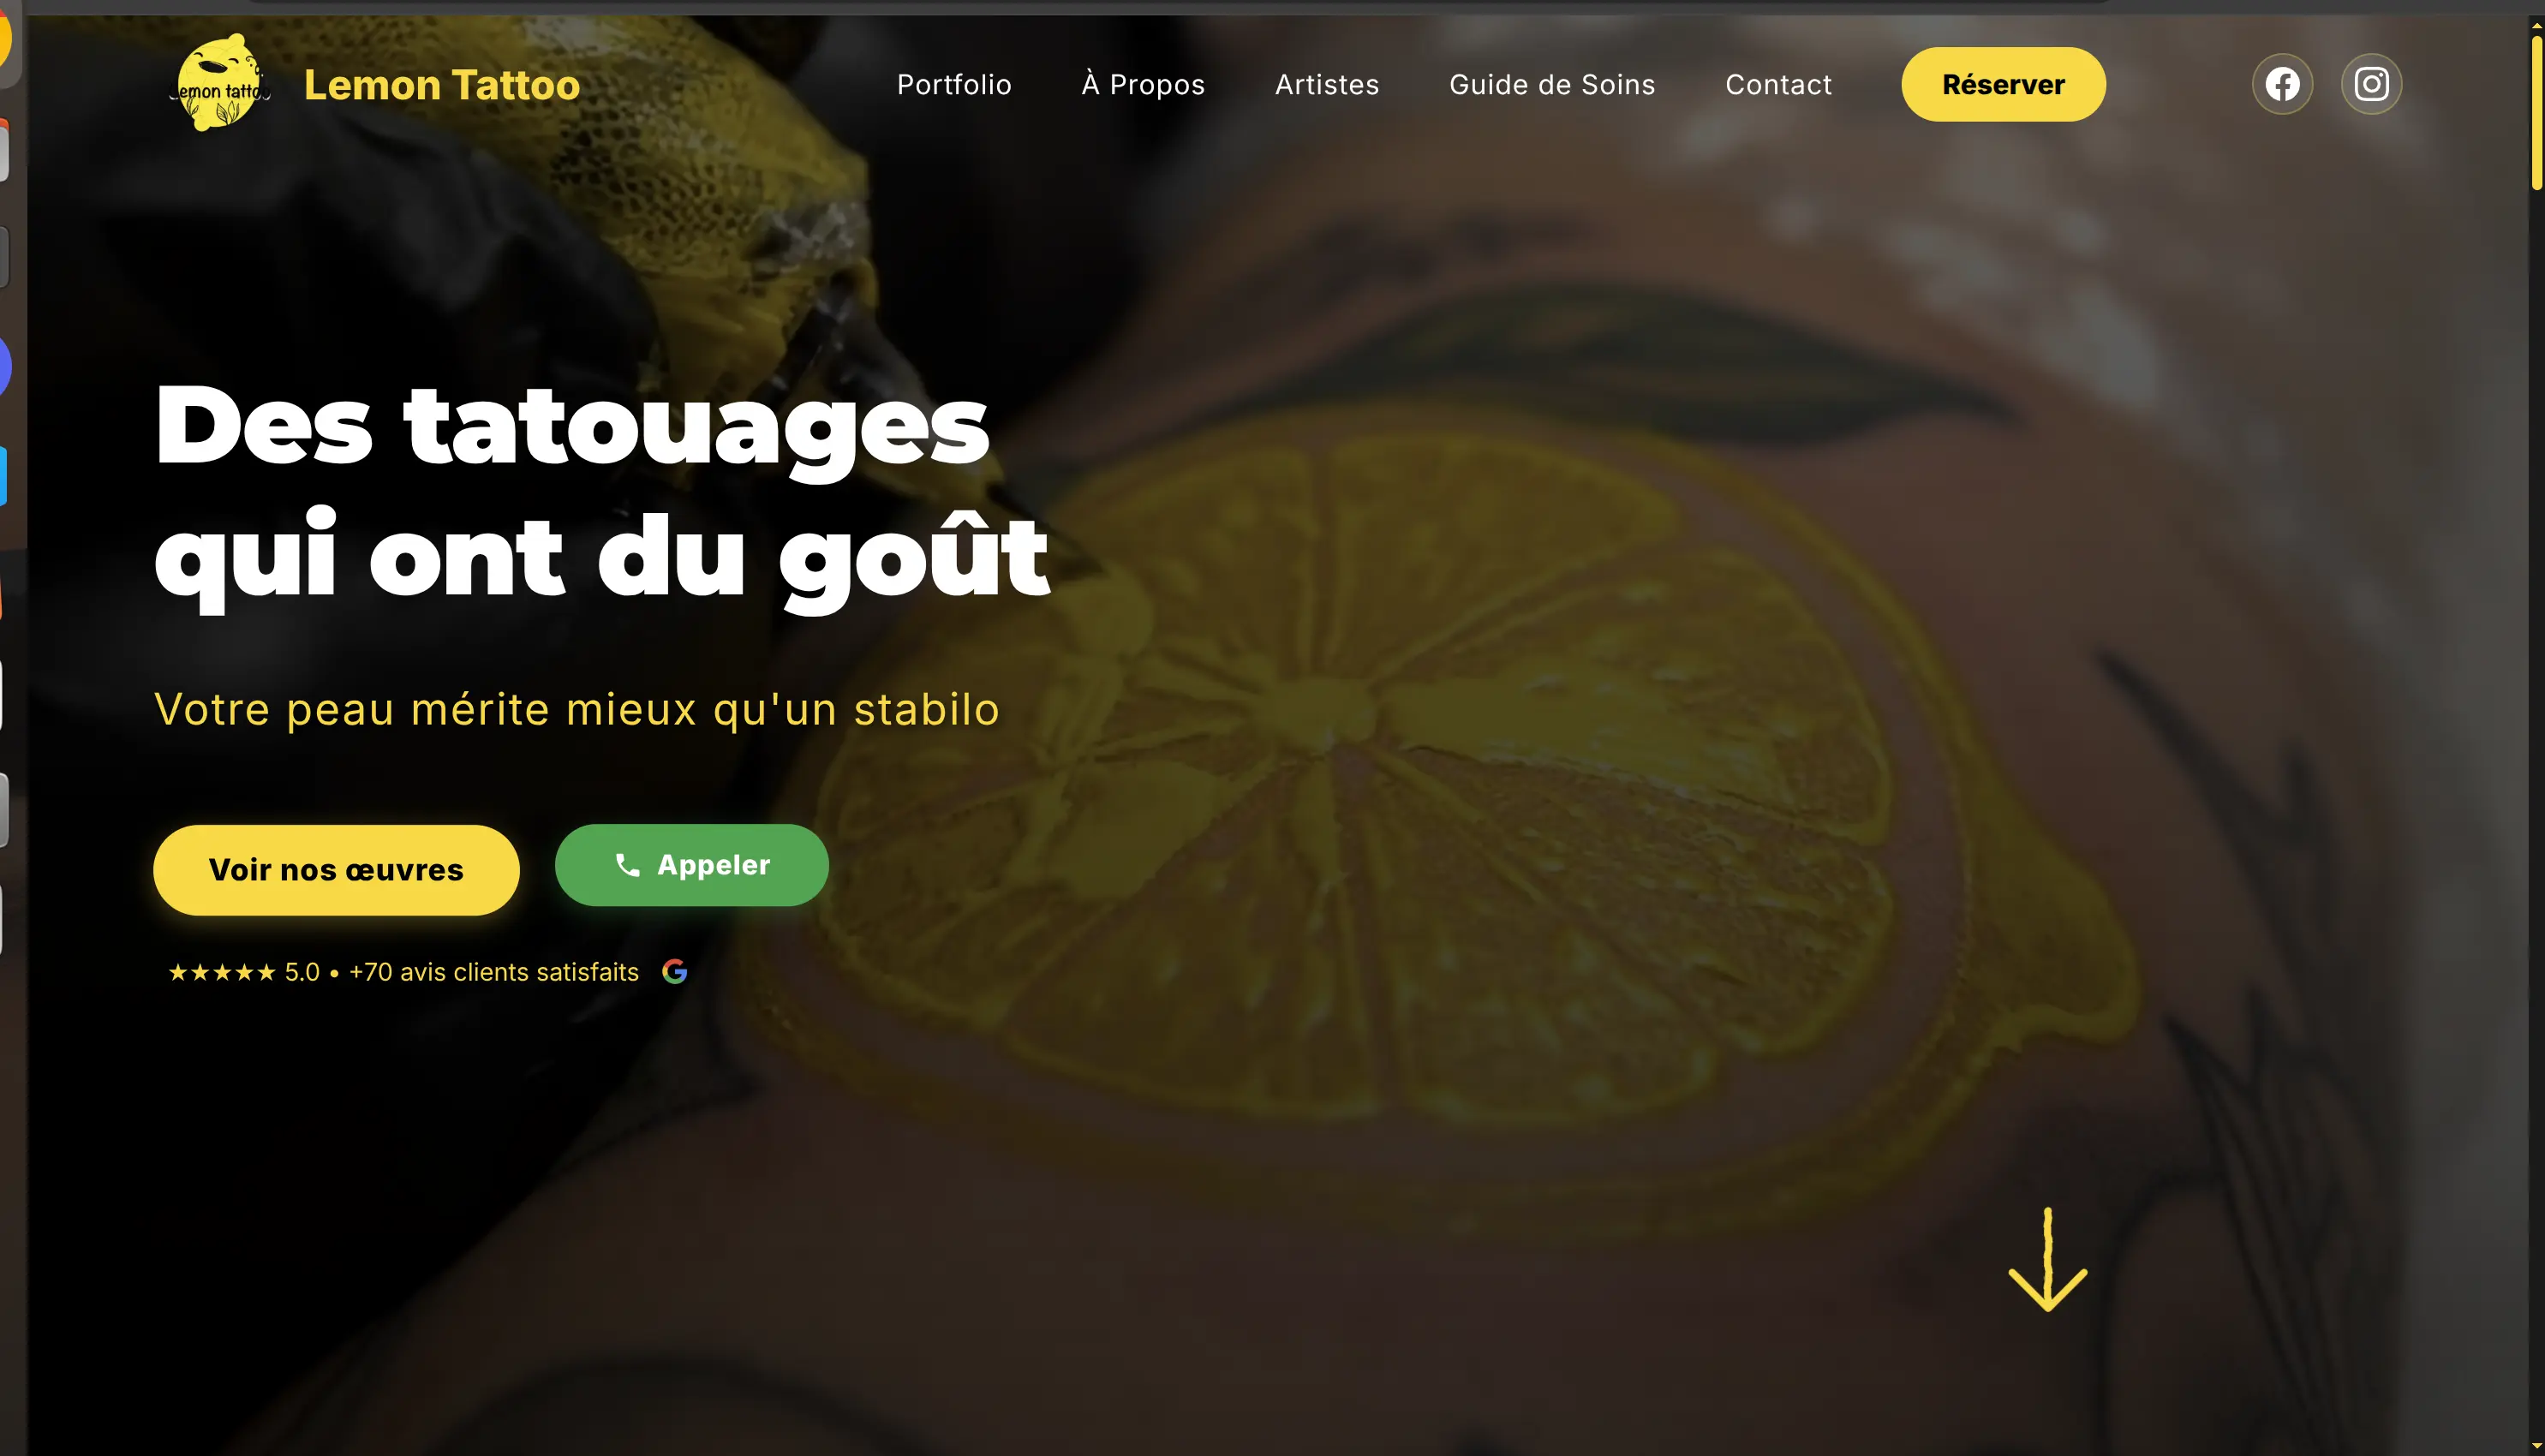 lemon tattoo
Lemon Tattoo
Portfolio
À Propos
Artistes
Guide de Soins
Contact
Réserver
Des tatouages
qui ont du goût
Votre peau mérite mieux qu'un stabilo
Voir nos œuvres
Appeler
★★★★★ 5.0 • +70 avis clients satisfaits